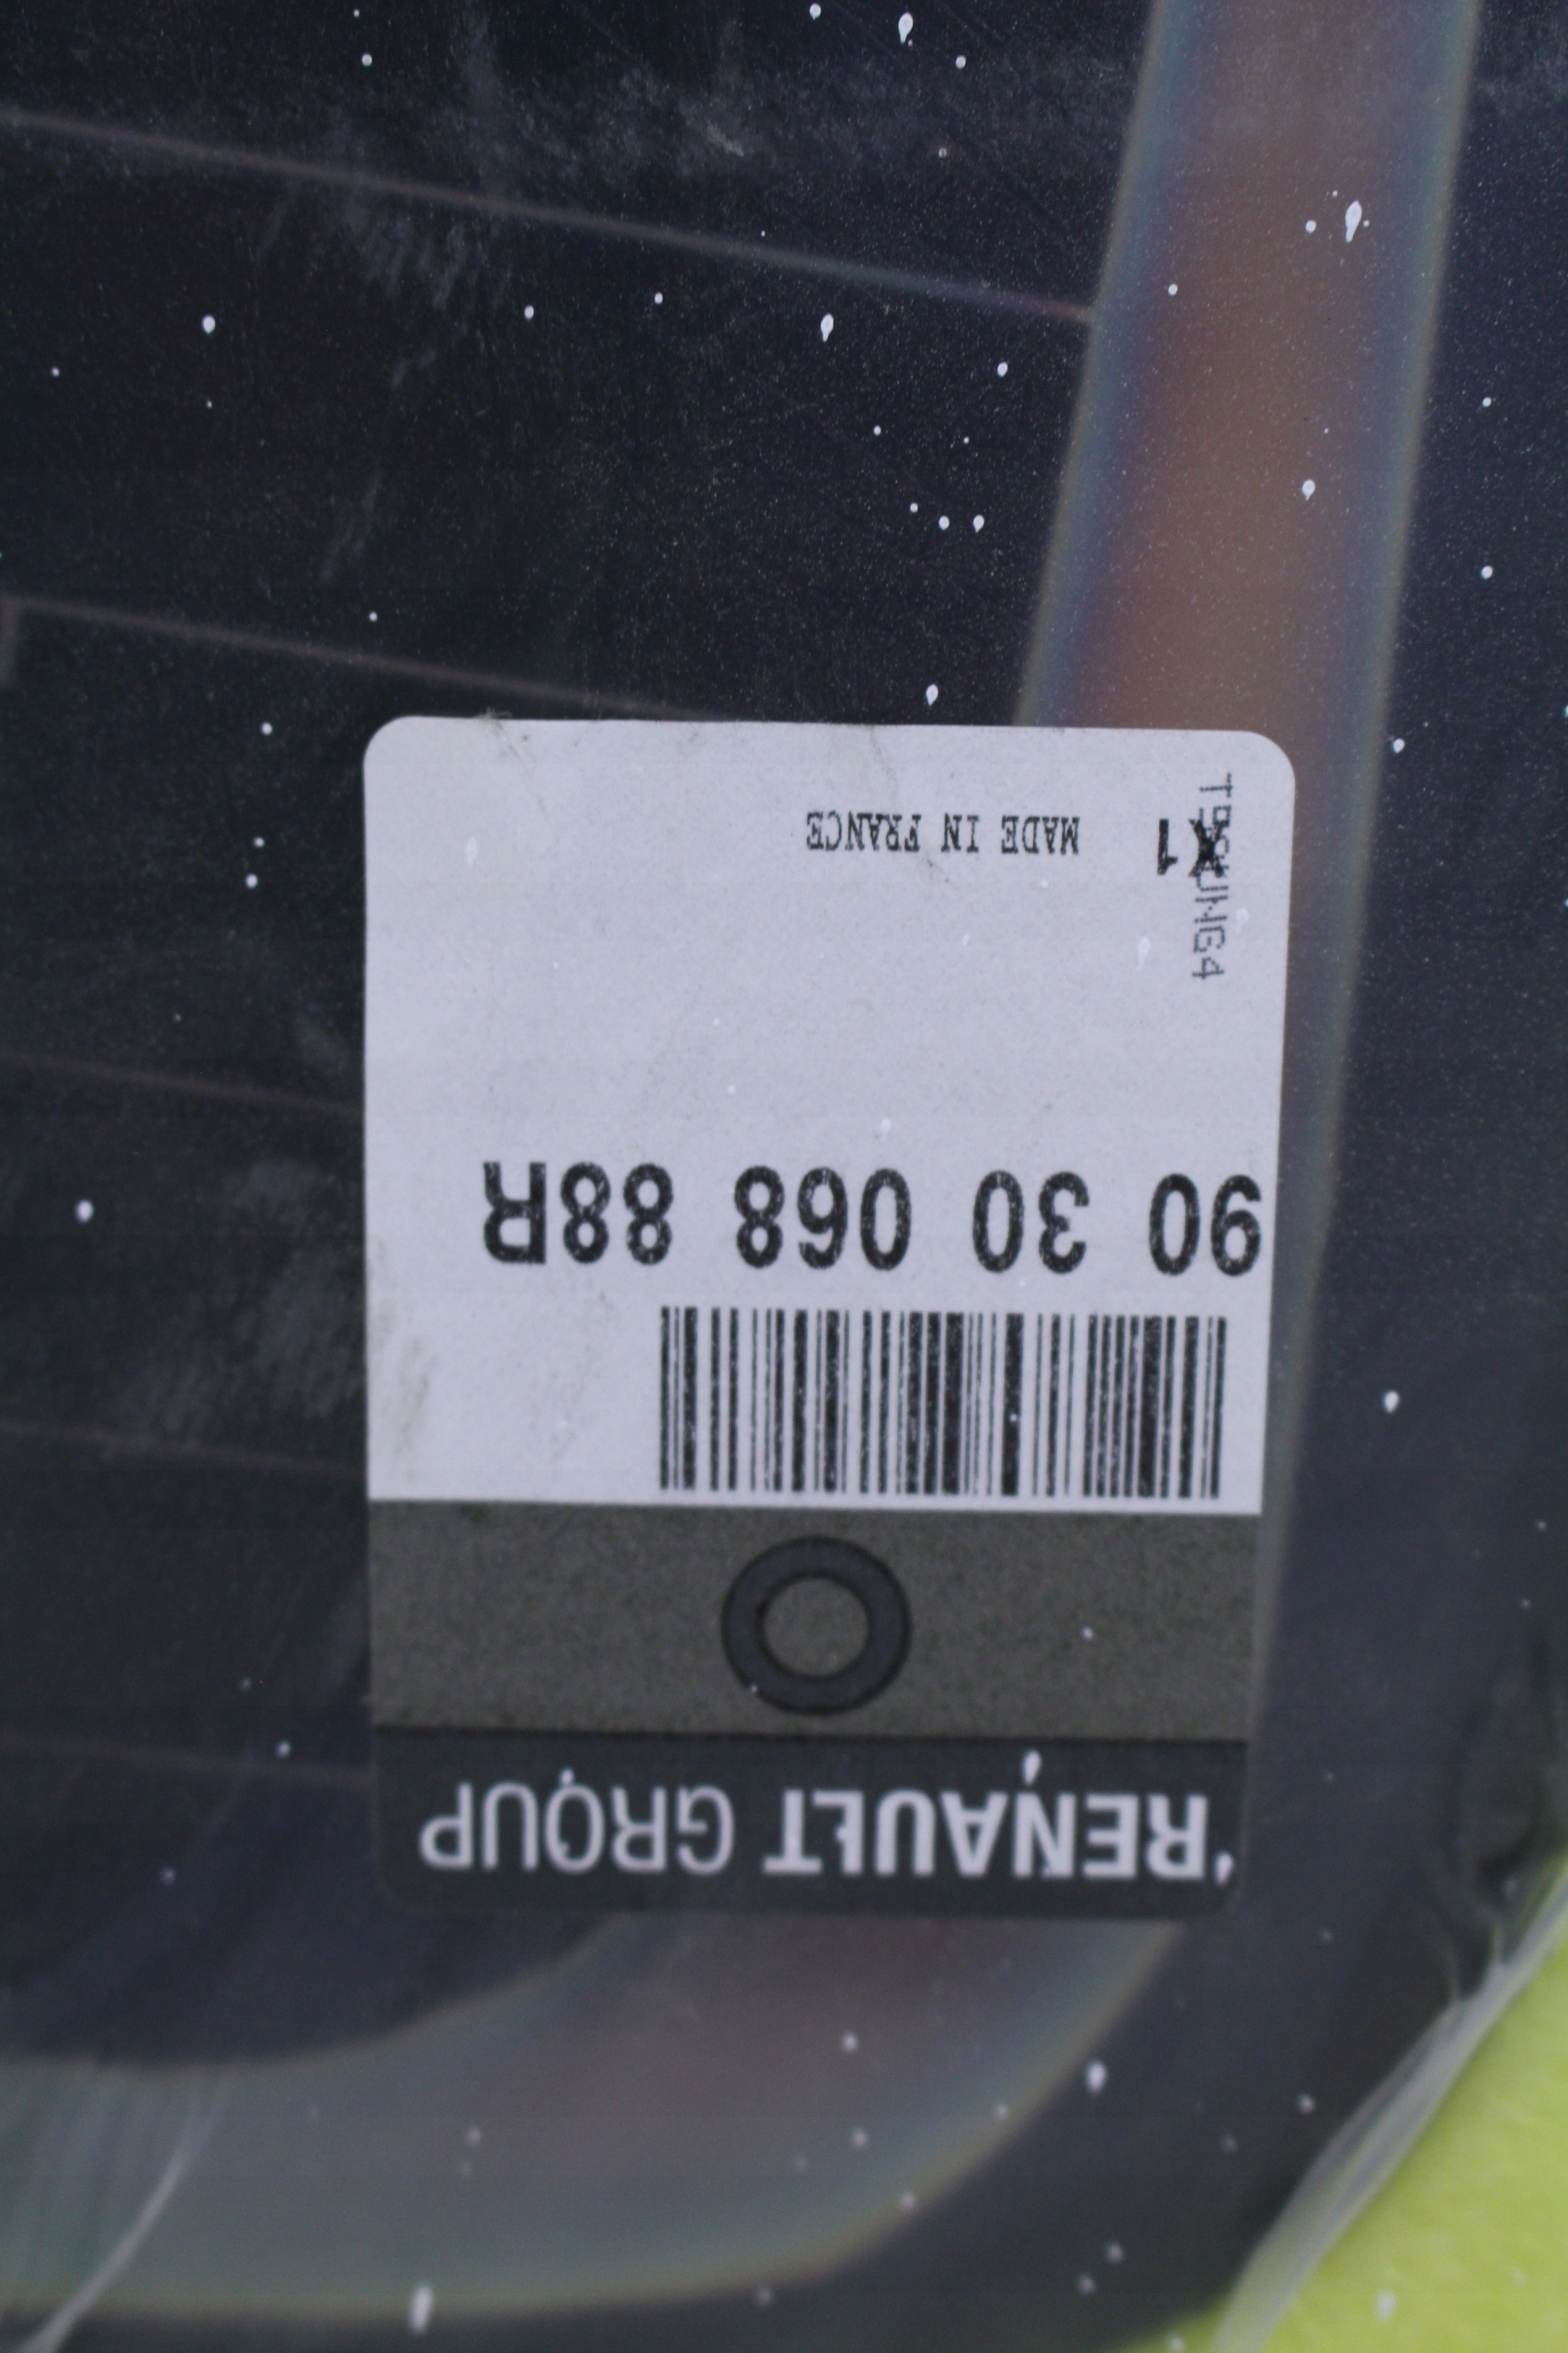 RENAULT GROUP
90 30 068 88R
X1 MADE IN FRANCE